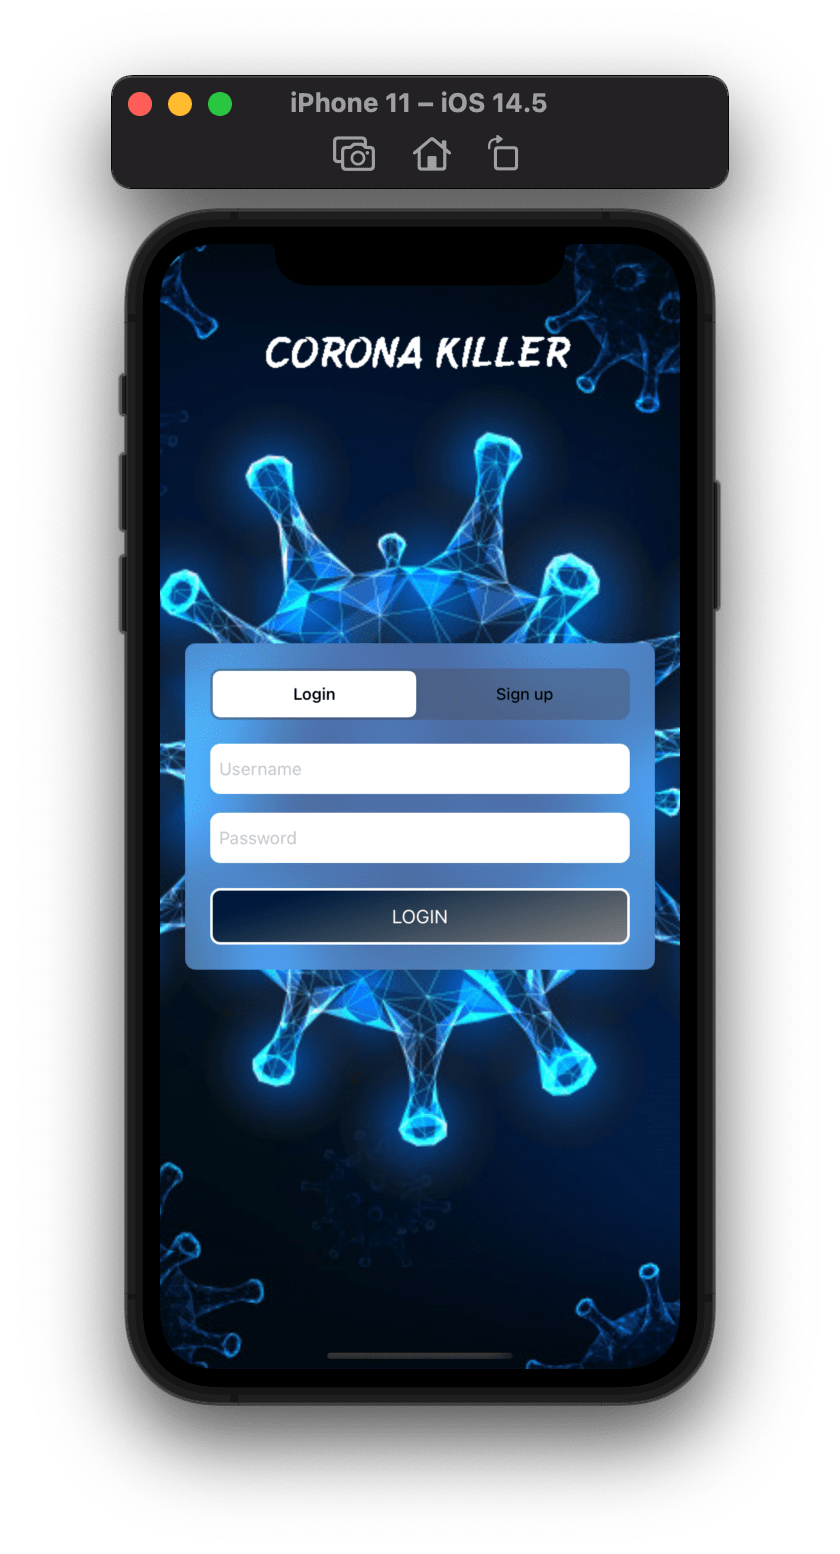 iPhone 11 – iOS 14.5
CORONA KILLER
Login
Sign up
Username
Password
LOGIN